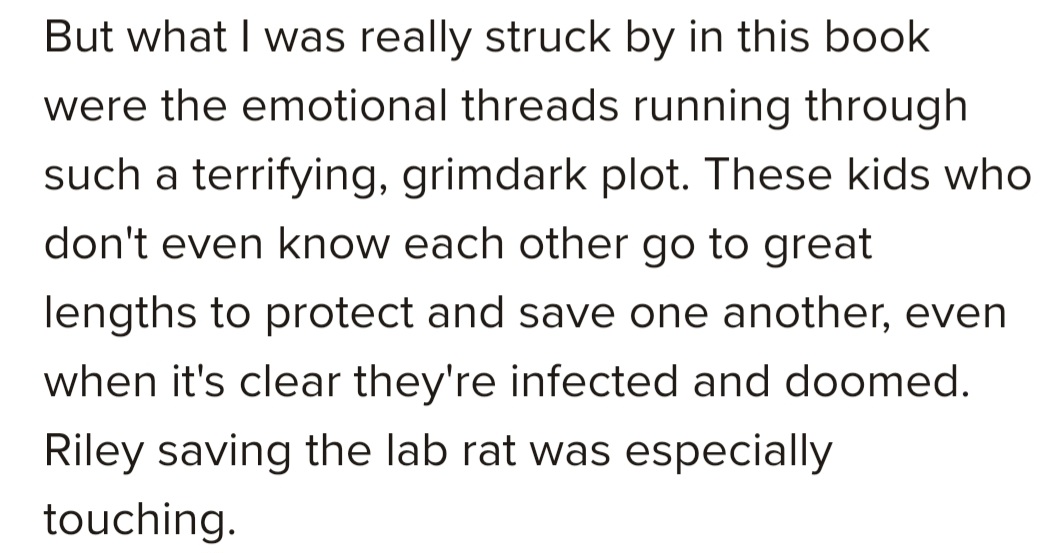 But what I was really struck by in this book
were the emotional threads running through
such a terrifying, grimdark plot. These kids who
don't even know each other go to great
lengths to protect and save one another, even
when it's clear they're infected and doomed.
Riley saving the lab rat was especially
touching.